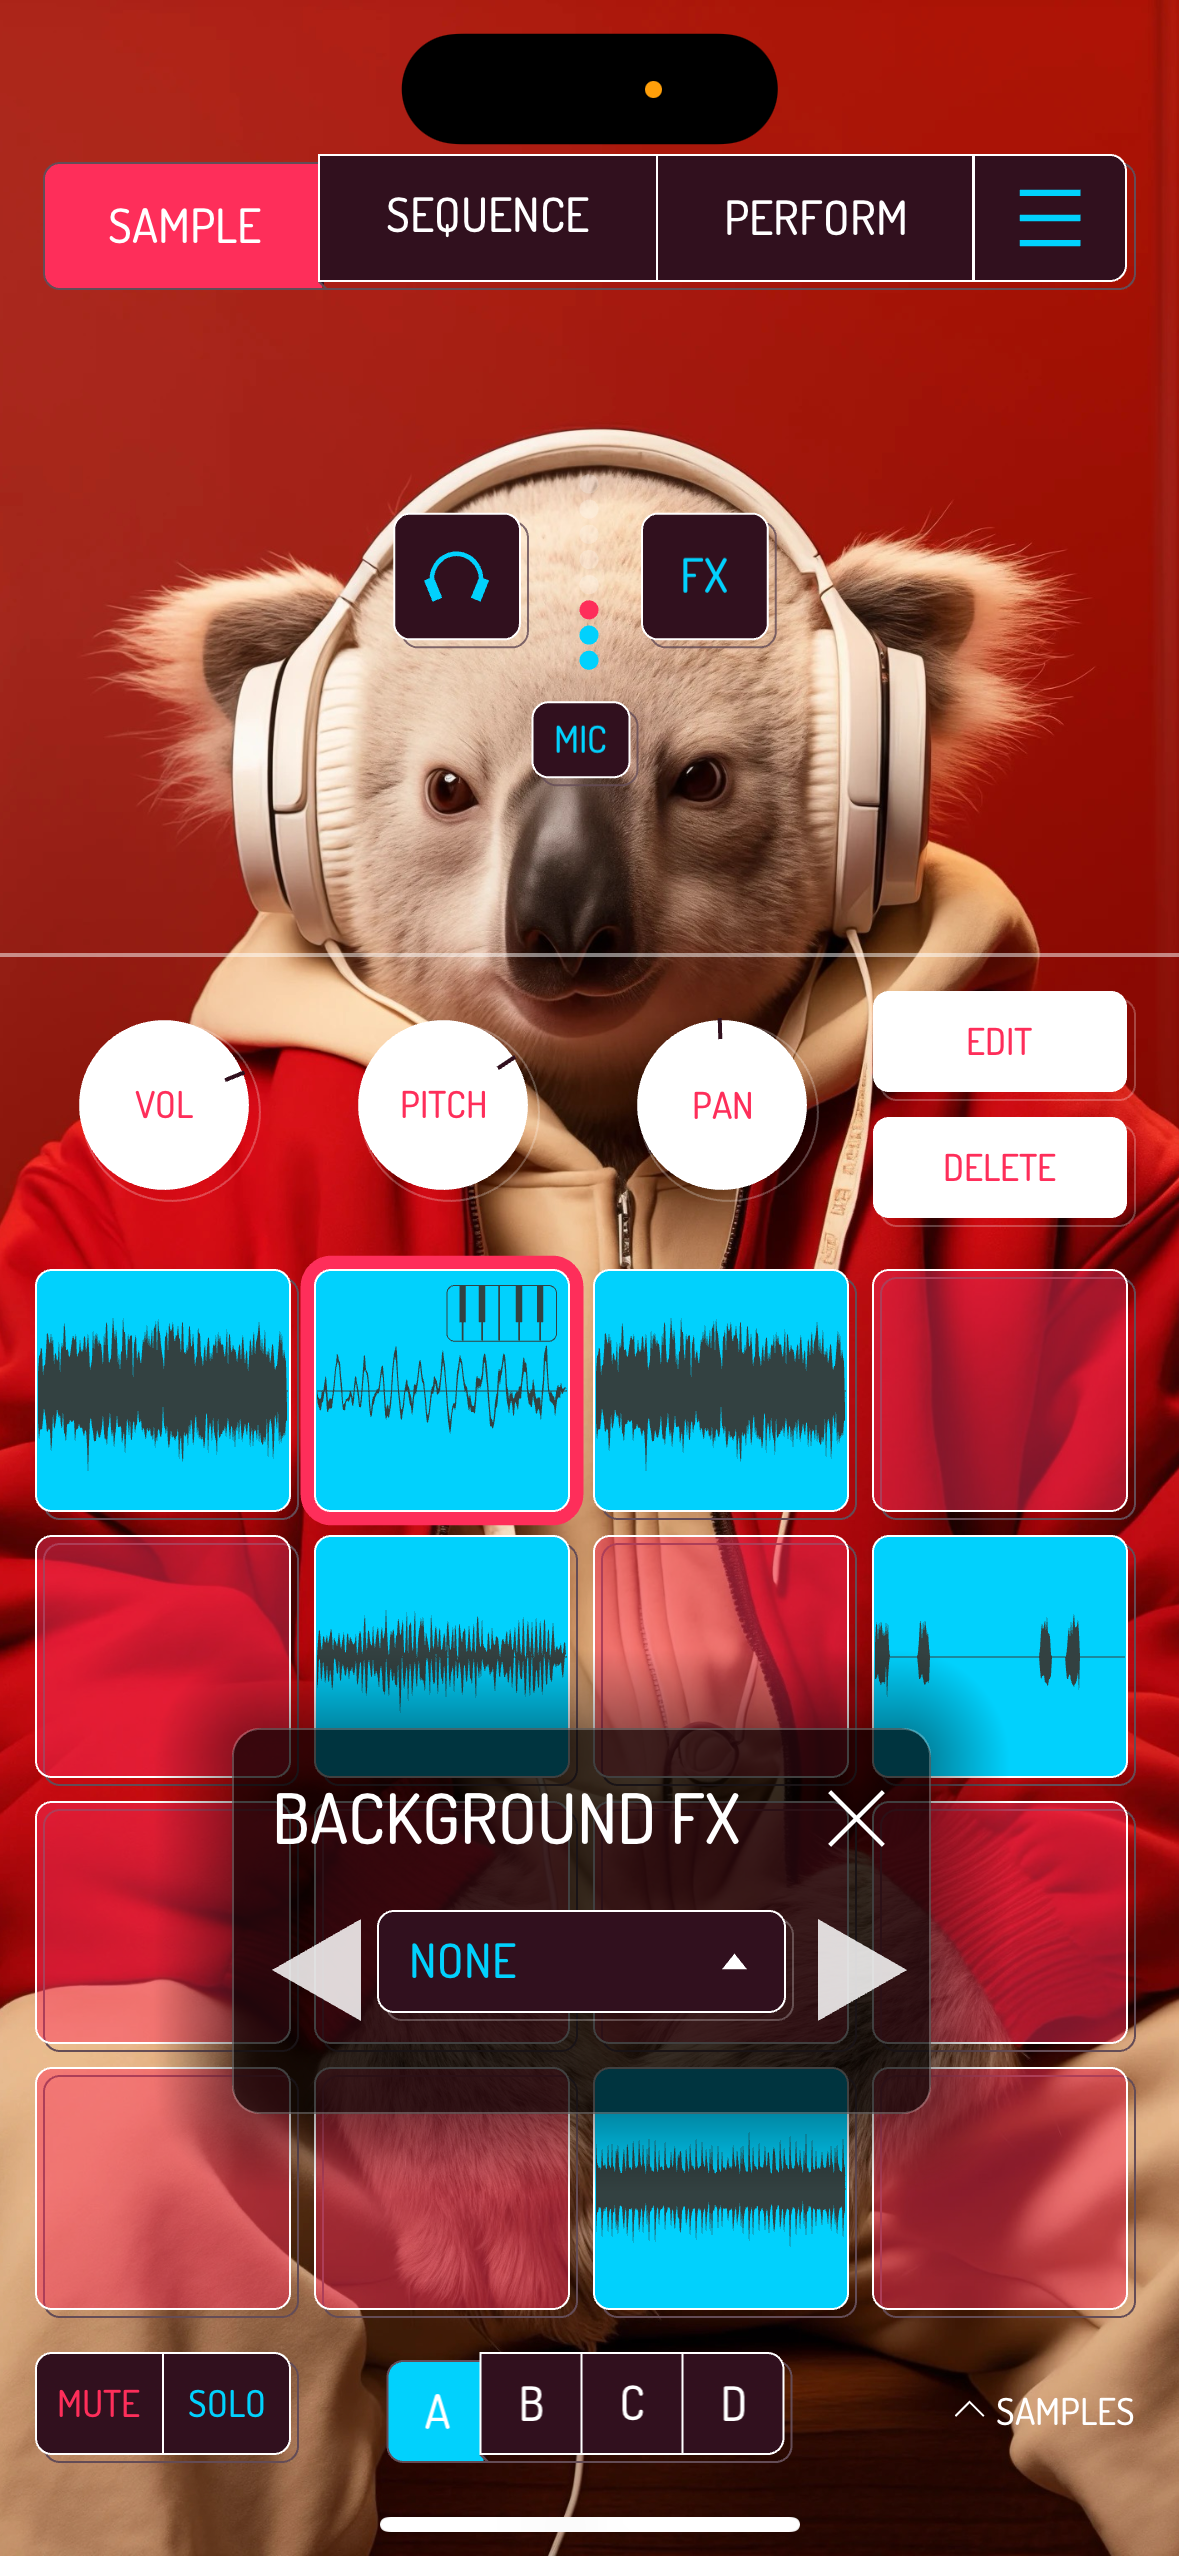 SAMPLE
SEQUENCE
PERFORM
FX
MIC
VOL
PITCH
PAN
EDIT
DELETE
BACKGROUND FX
NONE
MUTE
SOLO
A
B
C
D
SAMPLES